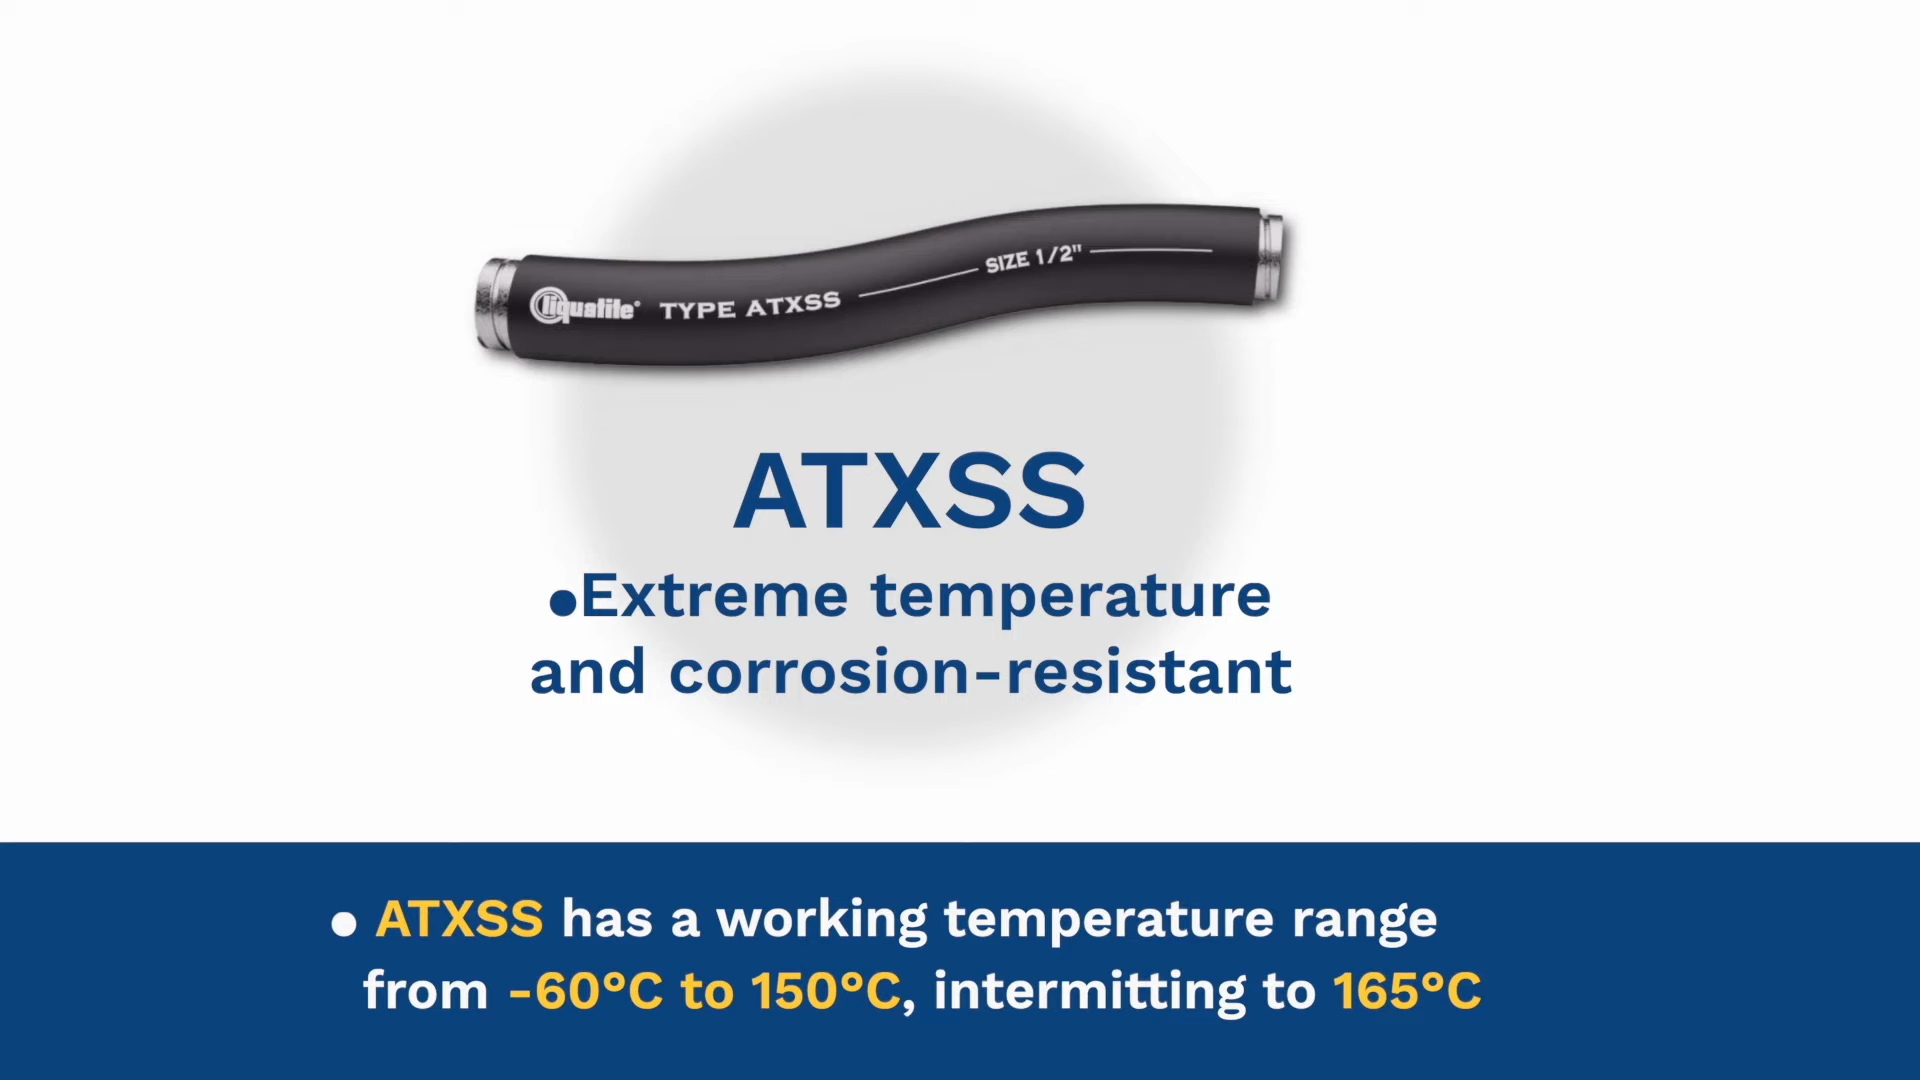 liquatite® TYPE ATXSS SIZE 1/2"
ATXSS
•Extreme temperature
and corrosion-resistant
• ATXSS has a working temperature range
from -60°C to 150°C, intermitting to 165°C